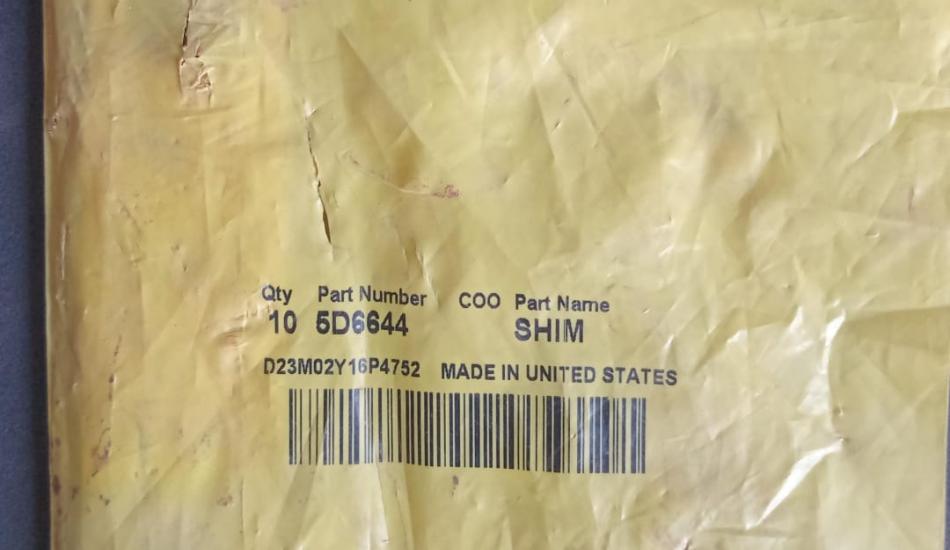 Qty Part Number COO Part Name
10 5D6644 SHIM
D23M02Y16P4752 MADE IN UNITED STATES